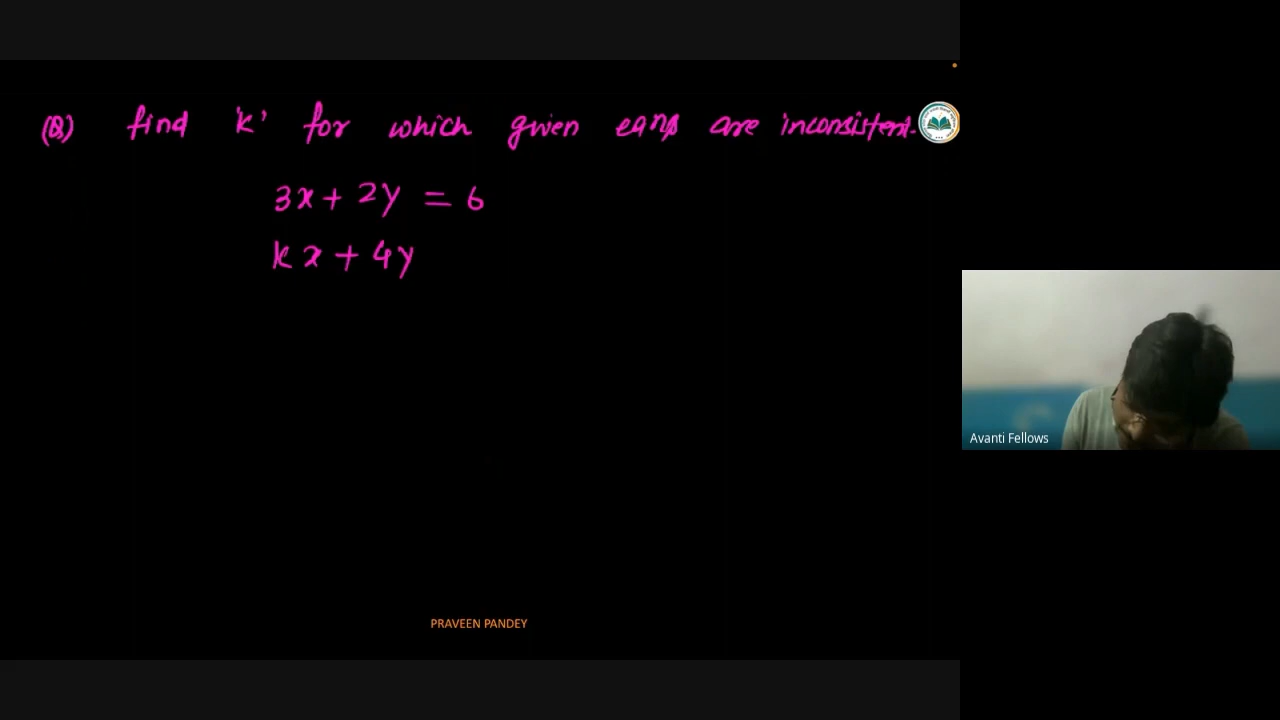 (Q) find 'K' for which given eqns are inconsistent.
3x + 2y = 6
Kx + 4y
Avanti Fellows
PRAVEEN PANDEY